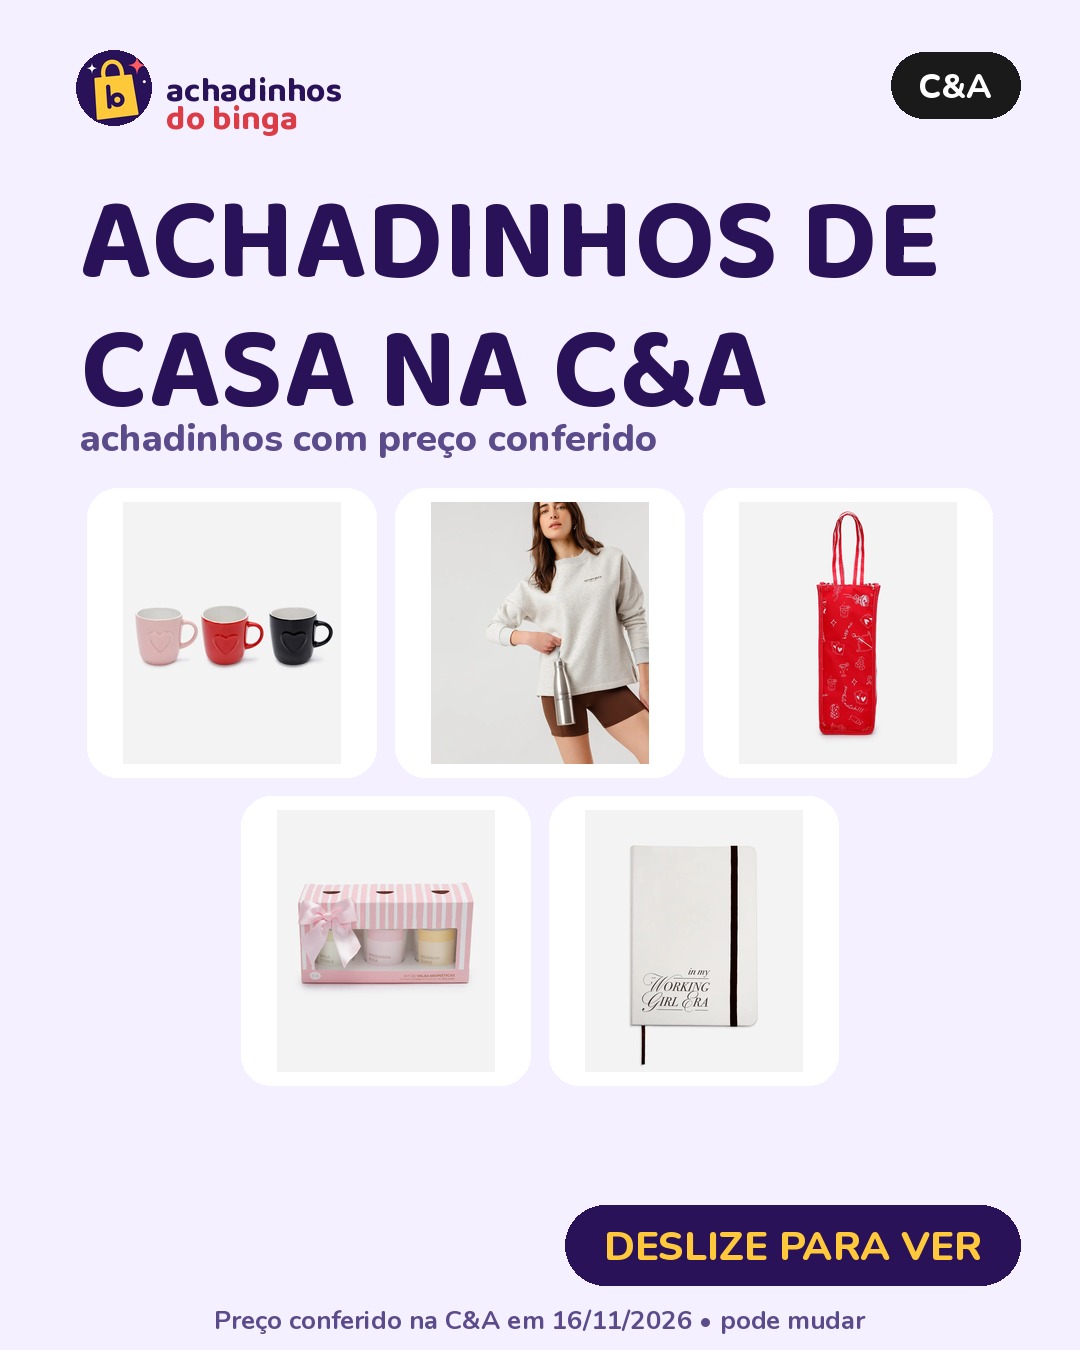 achadinhos
do binga
C&A
ACHADINHOS DE
CASA NA C&A
achadinhos com preço conferido
in my
WORKING
GIRL ERA
DESLIZE PARA VER
Preço conferido na C&A em 16/11/2026 • pode mudar